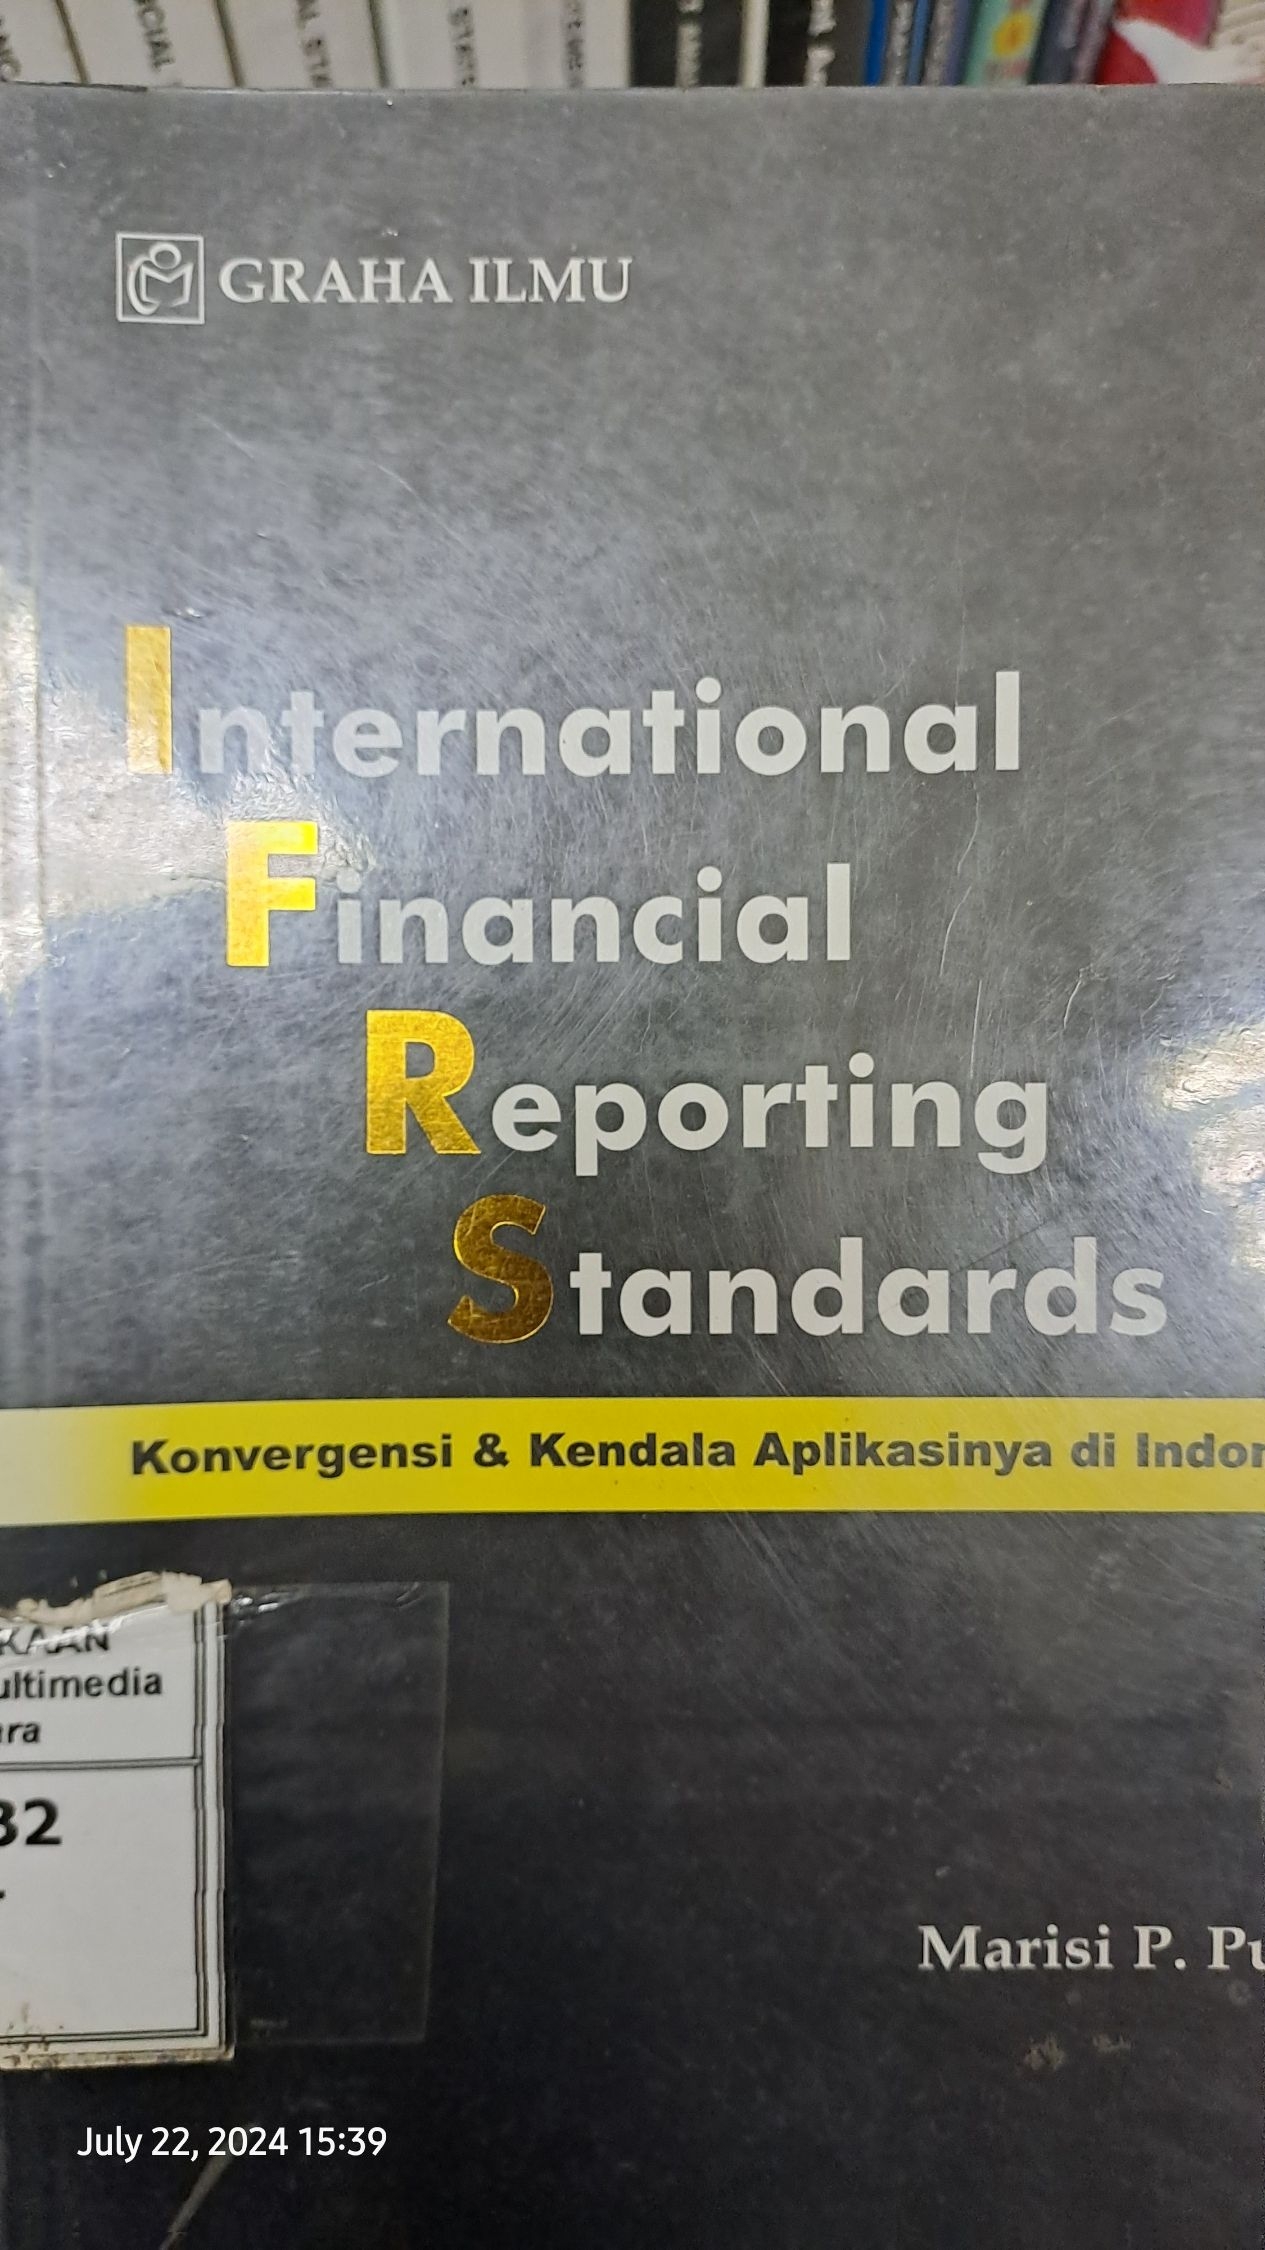 GRAHA ILMU
International
Financial
Reporting
Standards
Konvergensi & Kendala Aplikasinya di Indon
KAAN
ultimedia
ara
32
Marisi P. Pu
July 22, 2024 15:39